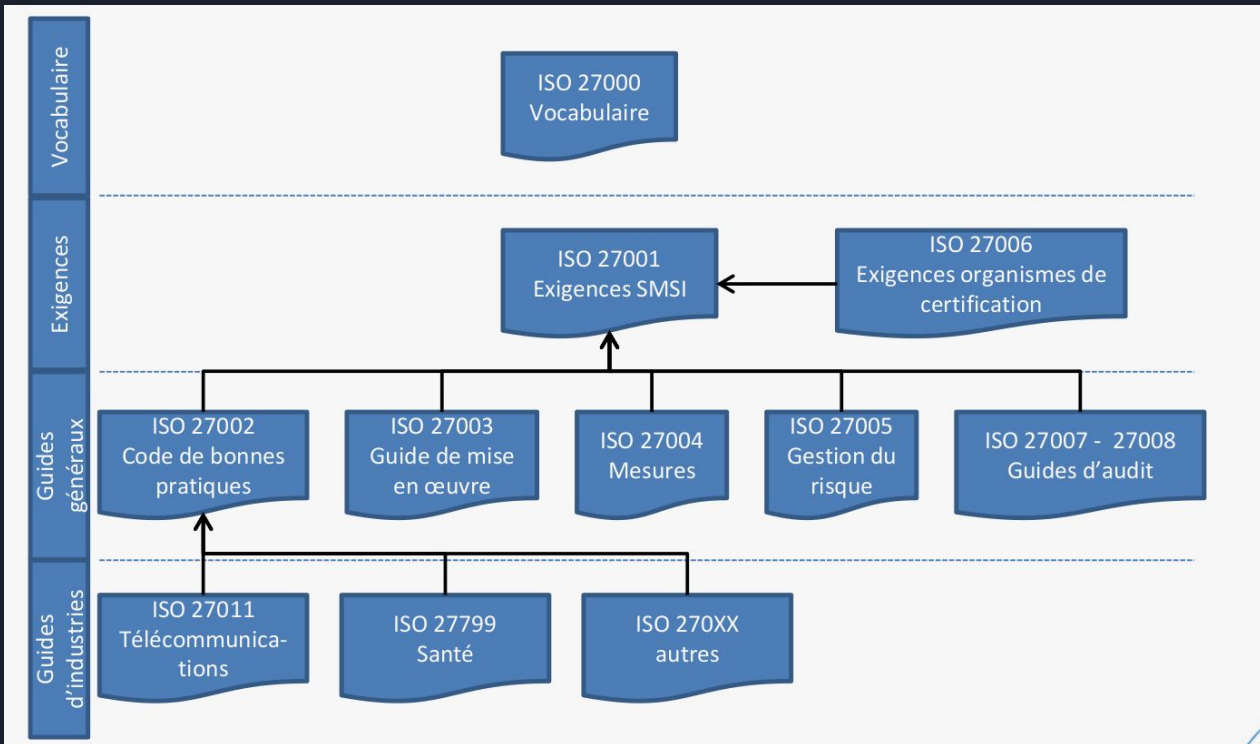 Vocabulaire
ISO 27000
Vocabulaire
Exigences
ISO 27001
Exigences SMSI
ISO 27006
Exigences organismes de
certification
Guides
généraux
ISO 27002
Code de bonnes
pratiques
ISO 27003
Guide de mise
en œuvre
ISO 27004
Mesures
ISO 27005
Gestion du
risque
ISO 27007 - 27008
Guides d’audit
Guides
d’industries
ISO 27011
Télécommunica-
tions
ISO 27799
Santé
ISO 270XX
autres